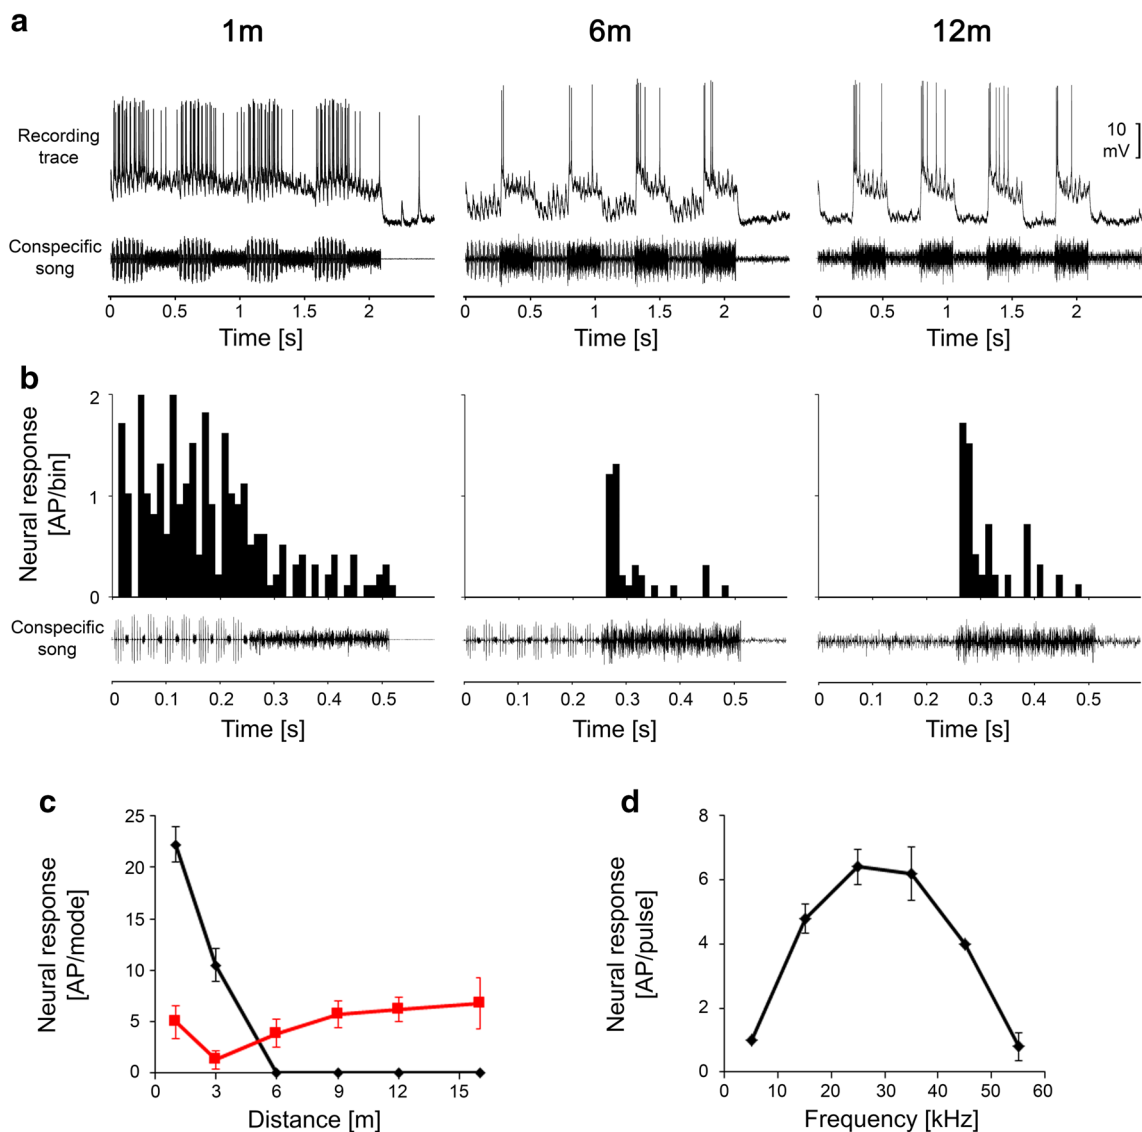 a
1m 6m 12m
Recording
trace
10
mV
Conspecific
song
0 0.5 1 1.5 2
0 0.5 1 1.5 2
0 0.5 1 1.5 2
Time [s] Time [s] Time [s]
b
Neural response
[AP/bin]
2
1
0
Conspecific
song
0 0.1 0.2 0.3 0.4 0.5
0 0.1 0.2 0.3 0.4 0.5
0 0.1 0.2 0.3 0.4 0.5
Time [s] Time [s] Time [s]
c
Neural response
[AP/mode]
25
20
15
10
5
0
0 3 6 9 12 15
Distance [m]
d
Neural response
[AP/pulse]
8
6
4
2
0
0 10 20 30 40 50 60
Frequency [kHz]